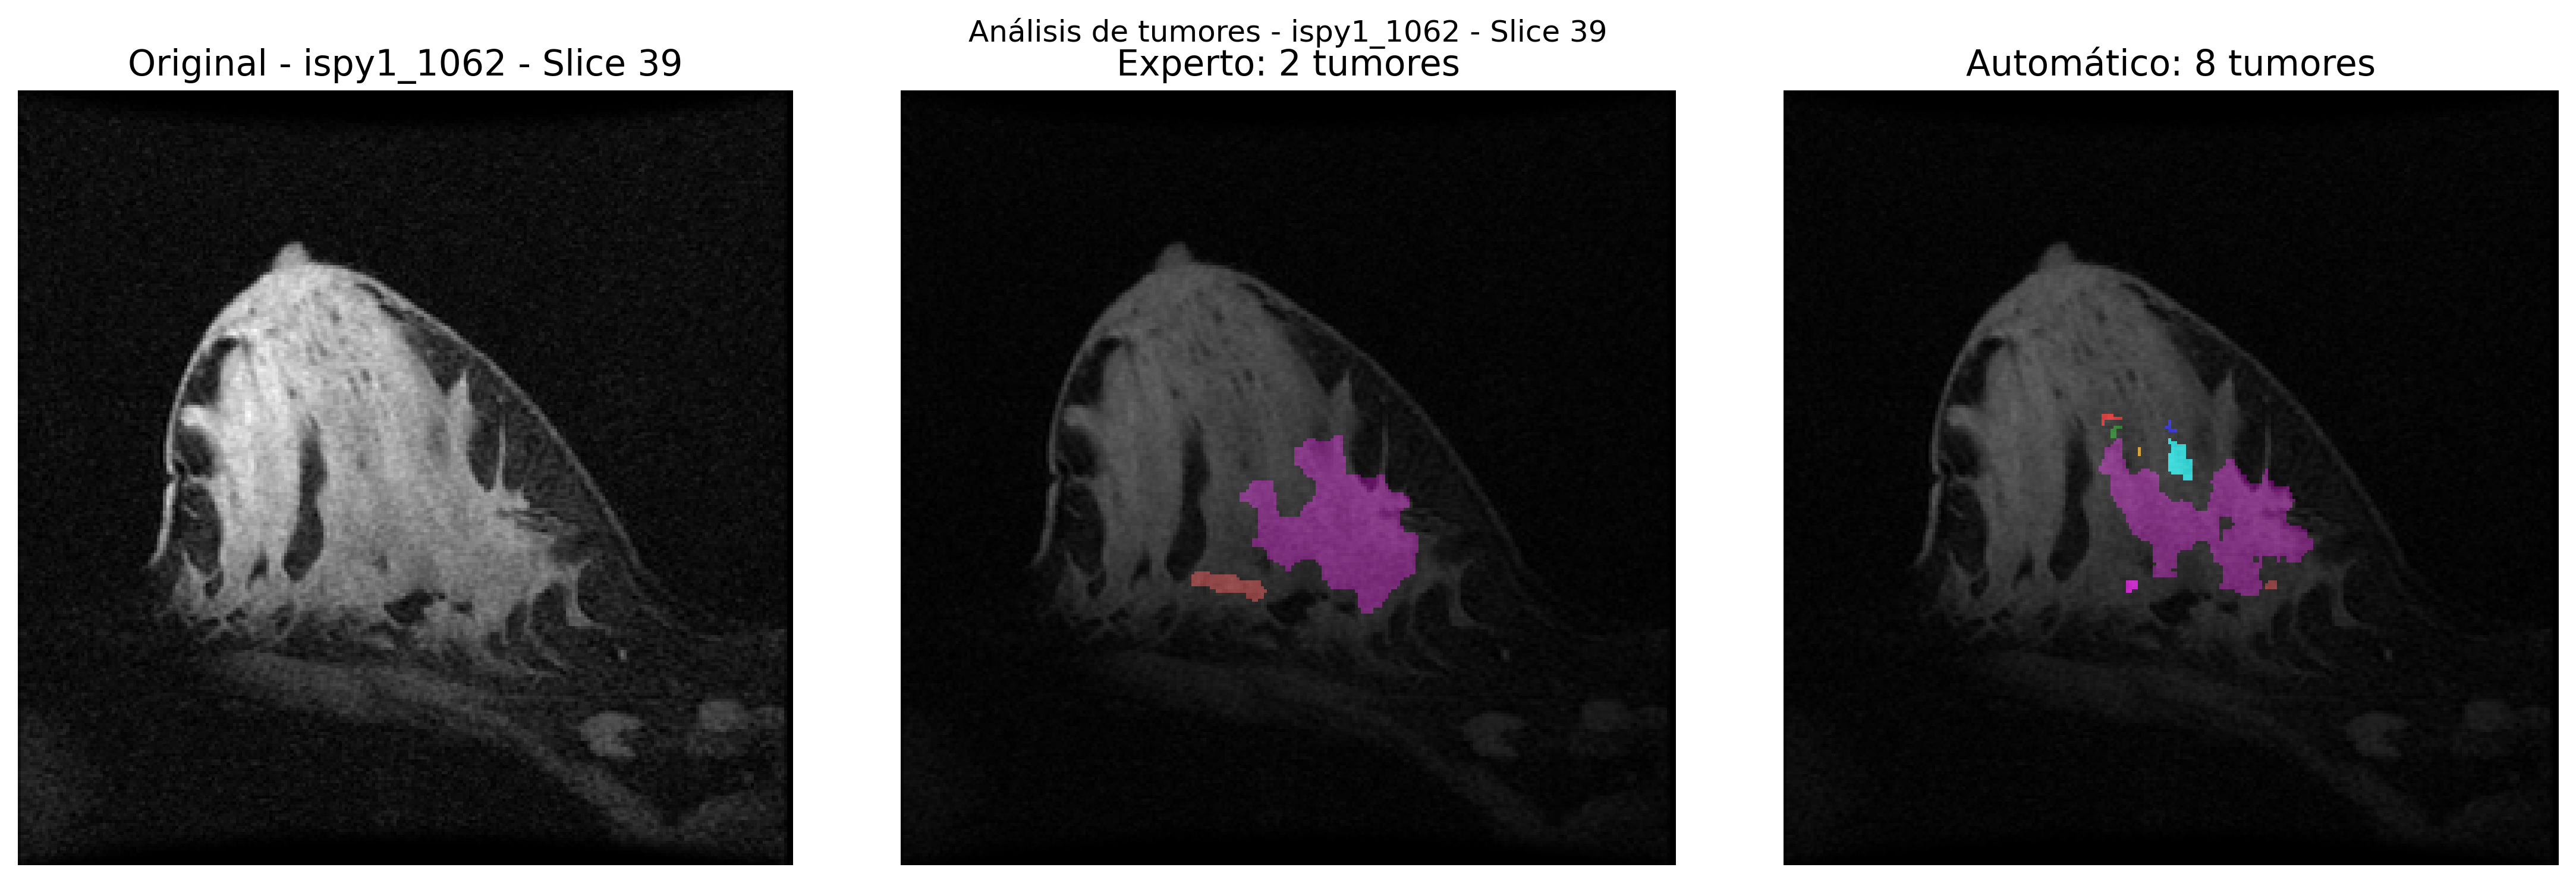 Análisis de tumores - ispy1_1062 - Slice 39
Original - ispy1_1062 - Slice 39
Experto: 2 tumores
Automático: 8 tumores